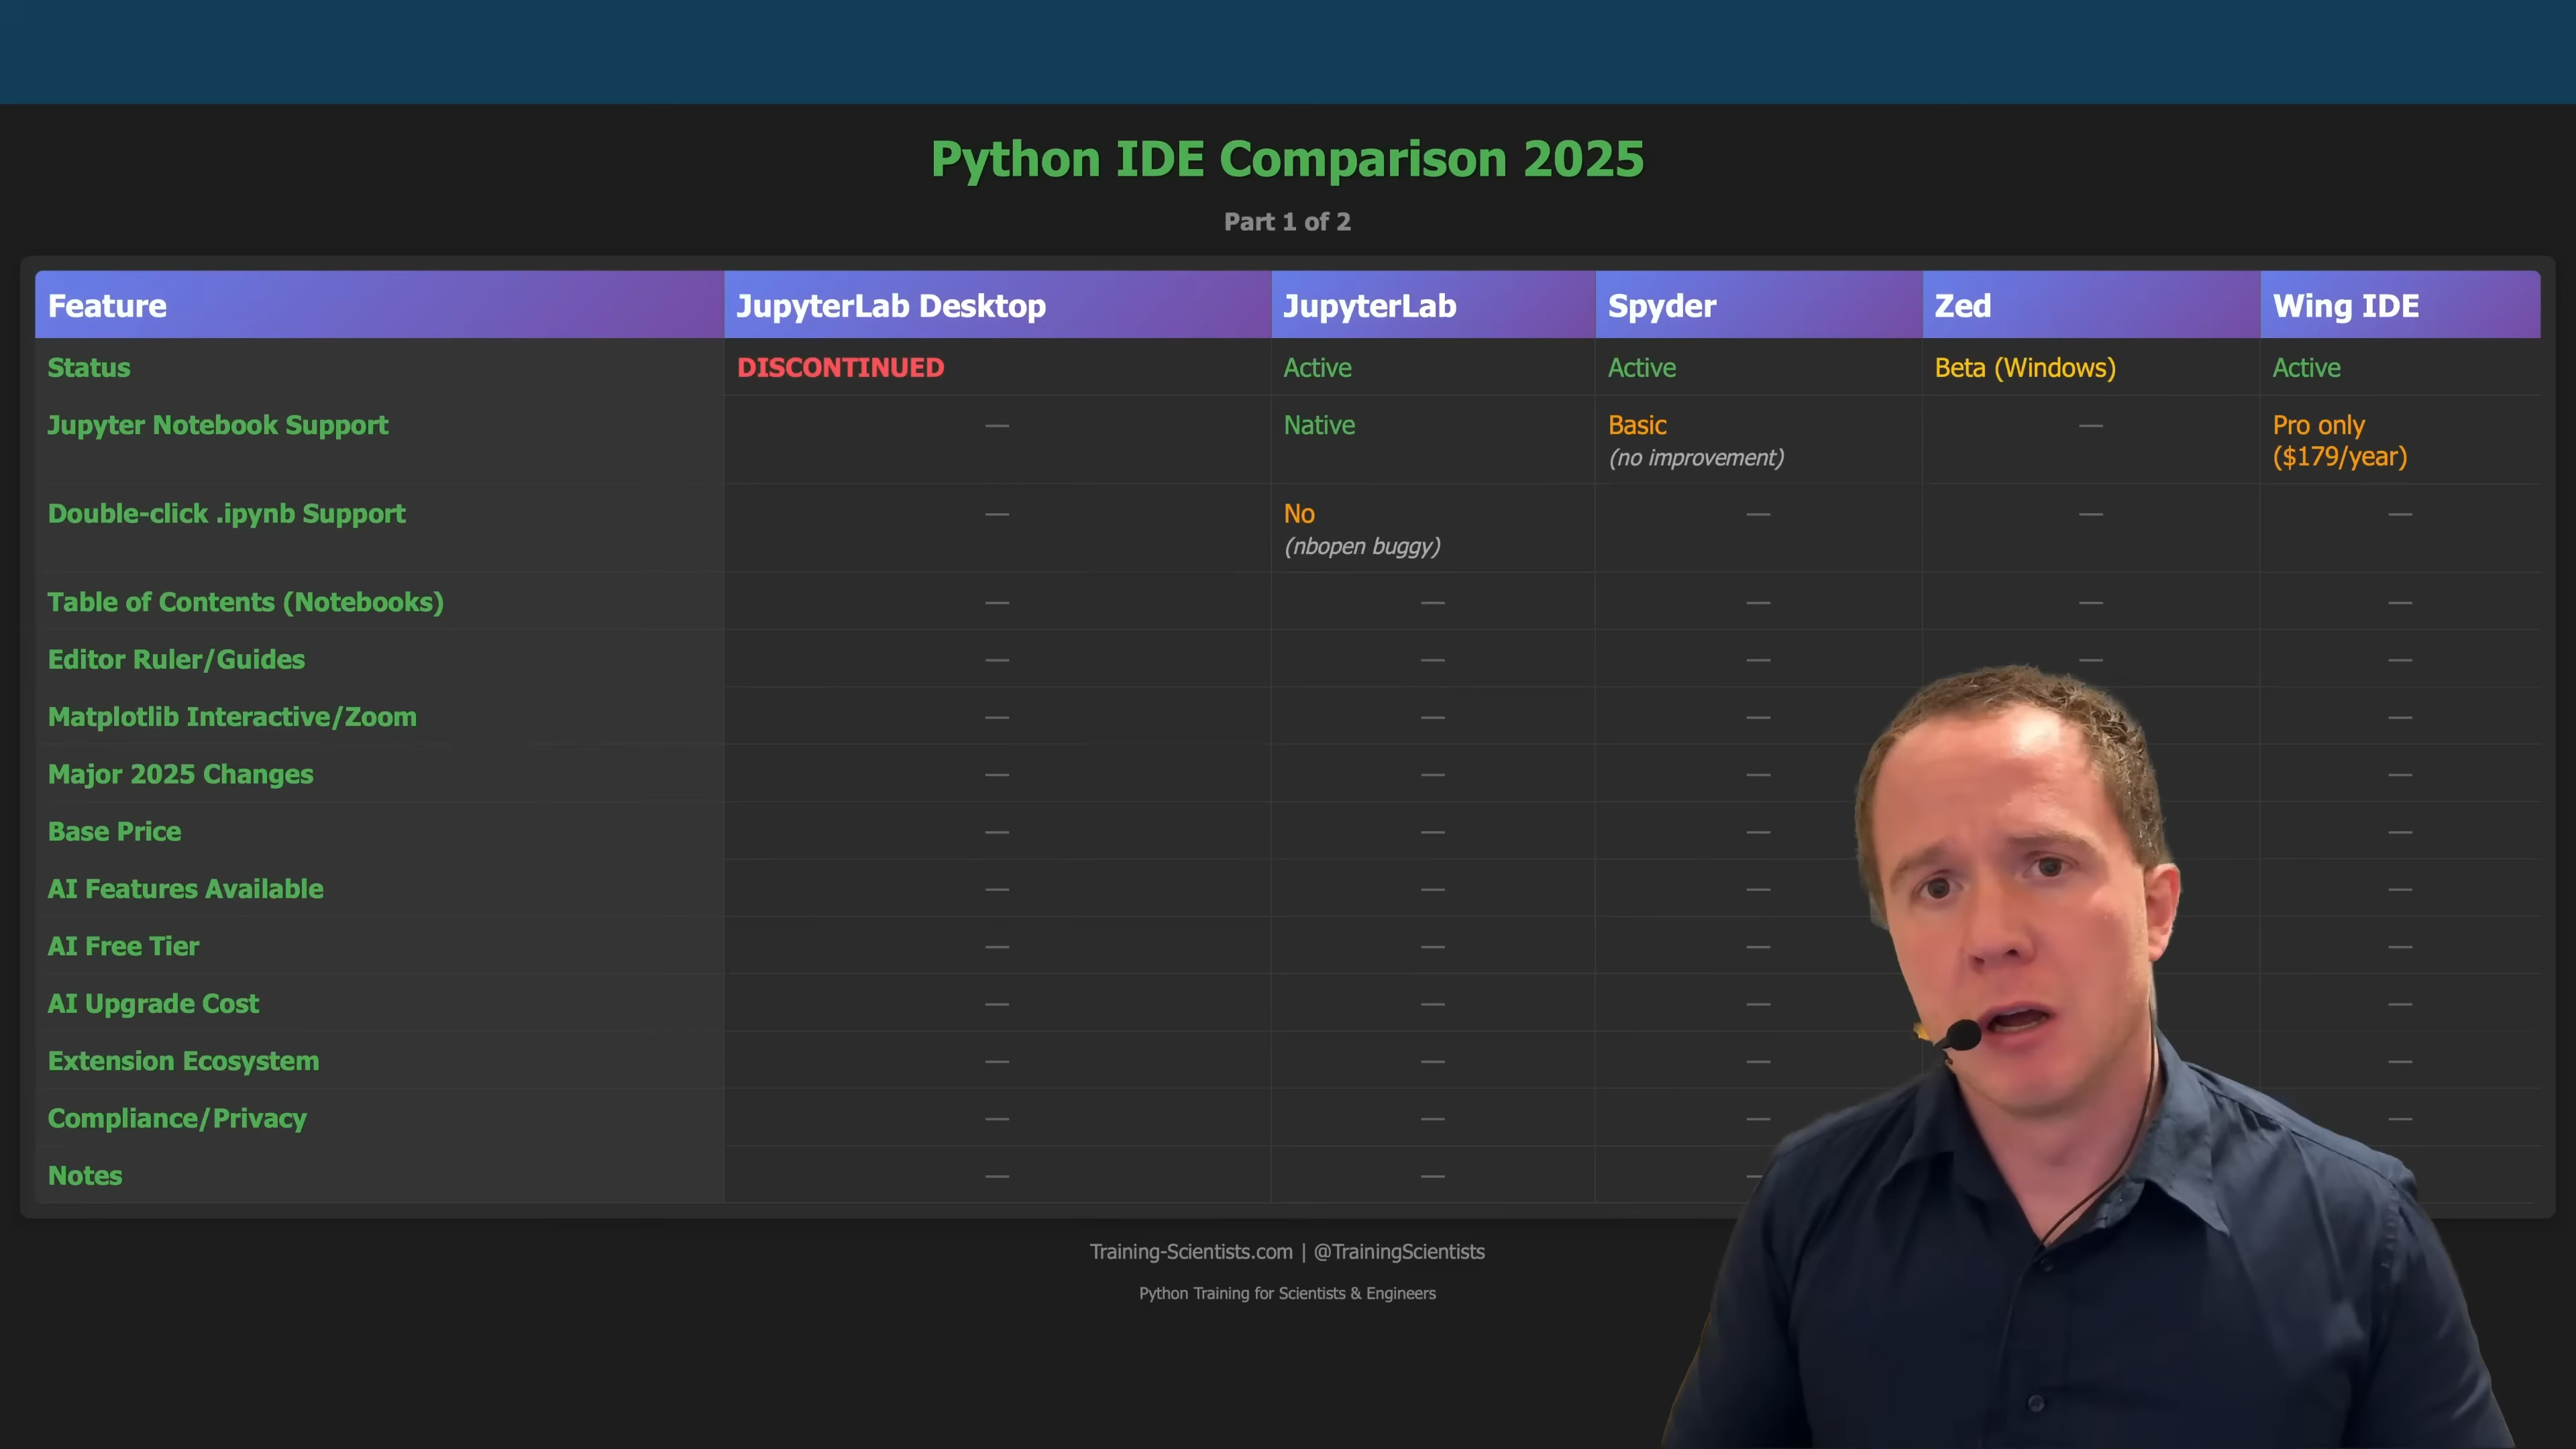 Python IDE Comparison 2025
Part 1 of 2
Feature JupyterLab Desktop JupyterLab Spyder Zed Wing IDE
Status DISCONTINUED Active Active Beta (Windows) Active
Jupyter Notebook Support — Native Basic — Pro only
(no improvement) ($179/year)
Double-click .ipynb Support — No — — —
(nbopen buggy)
Table of Contents (Notebooks) — — — — —
Editor Ruler/Guides — — — — —
Matplotlib Interactive/Zoom — — — —
Major 2025 Changes — — — —
Base Price — — — —
AI Features Available — — — —
AI Free Tier — — — —
AI Upgrade Cost — — — —
Extension Ecosystem — — — —
Compliance/Privacy — — — —
Notes — — —
Training-Scientists.com | @TrainingScientists
Python Training for Scientists & Engineers